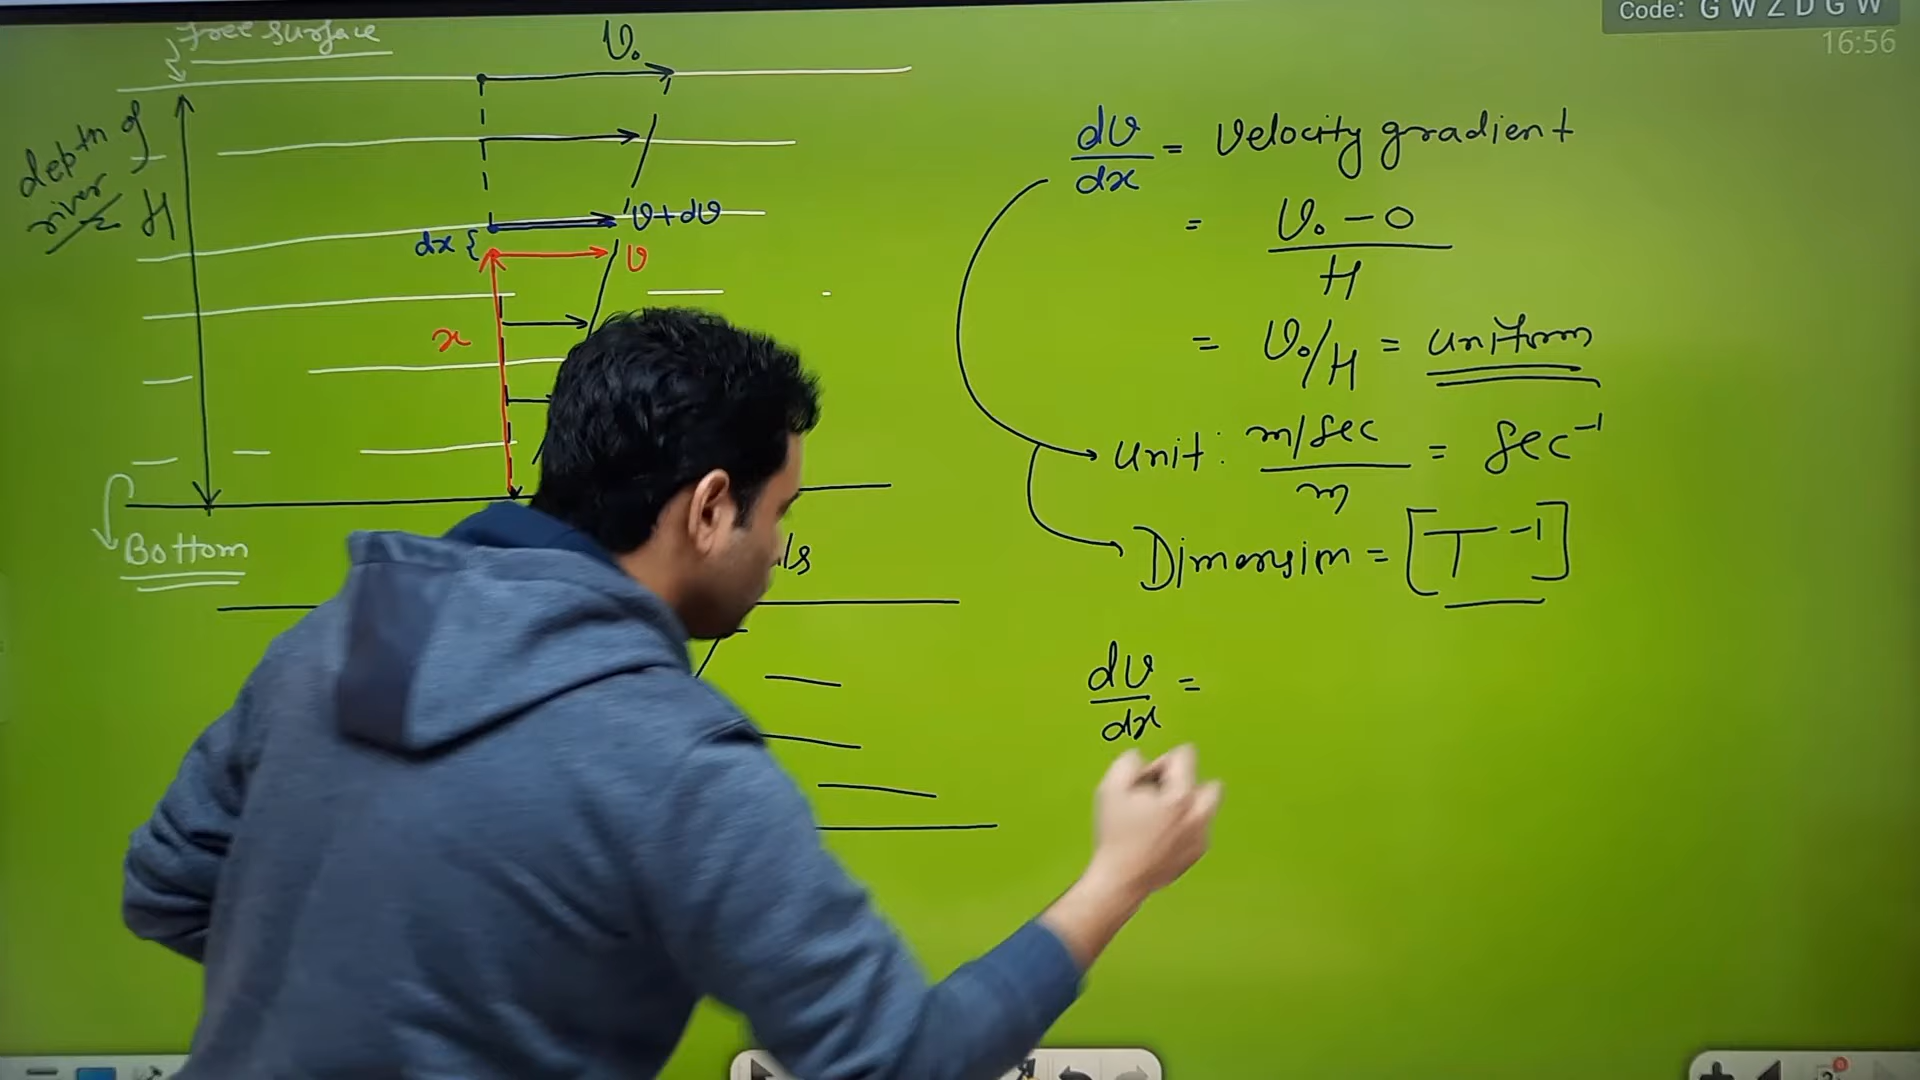 Code: G W Z D G W
16:56
Free Surface
v₀
depth of
river = H
v+dv
dx {
v
x
Bottom
dv/dx = Velocity gradient
= v₀ - 0 / H
= v₀/H = uniform
Unit: m/sec / m = sec⁻¹
Dimension = [T⁻¹]
dv/dx =